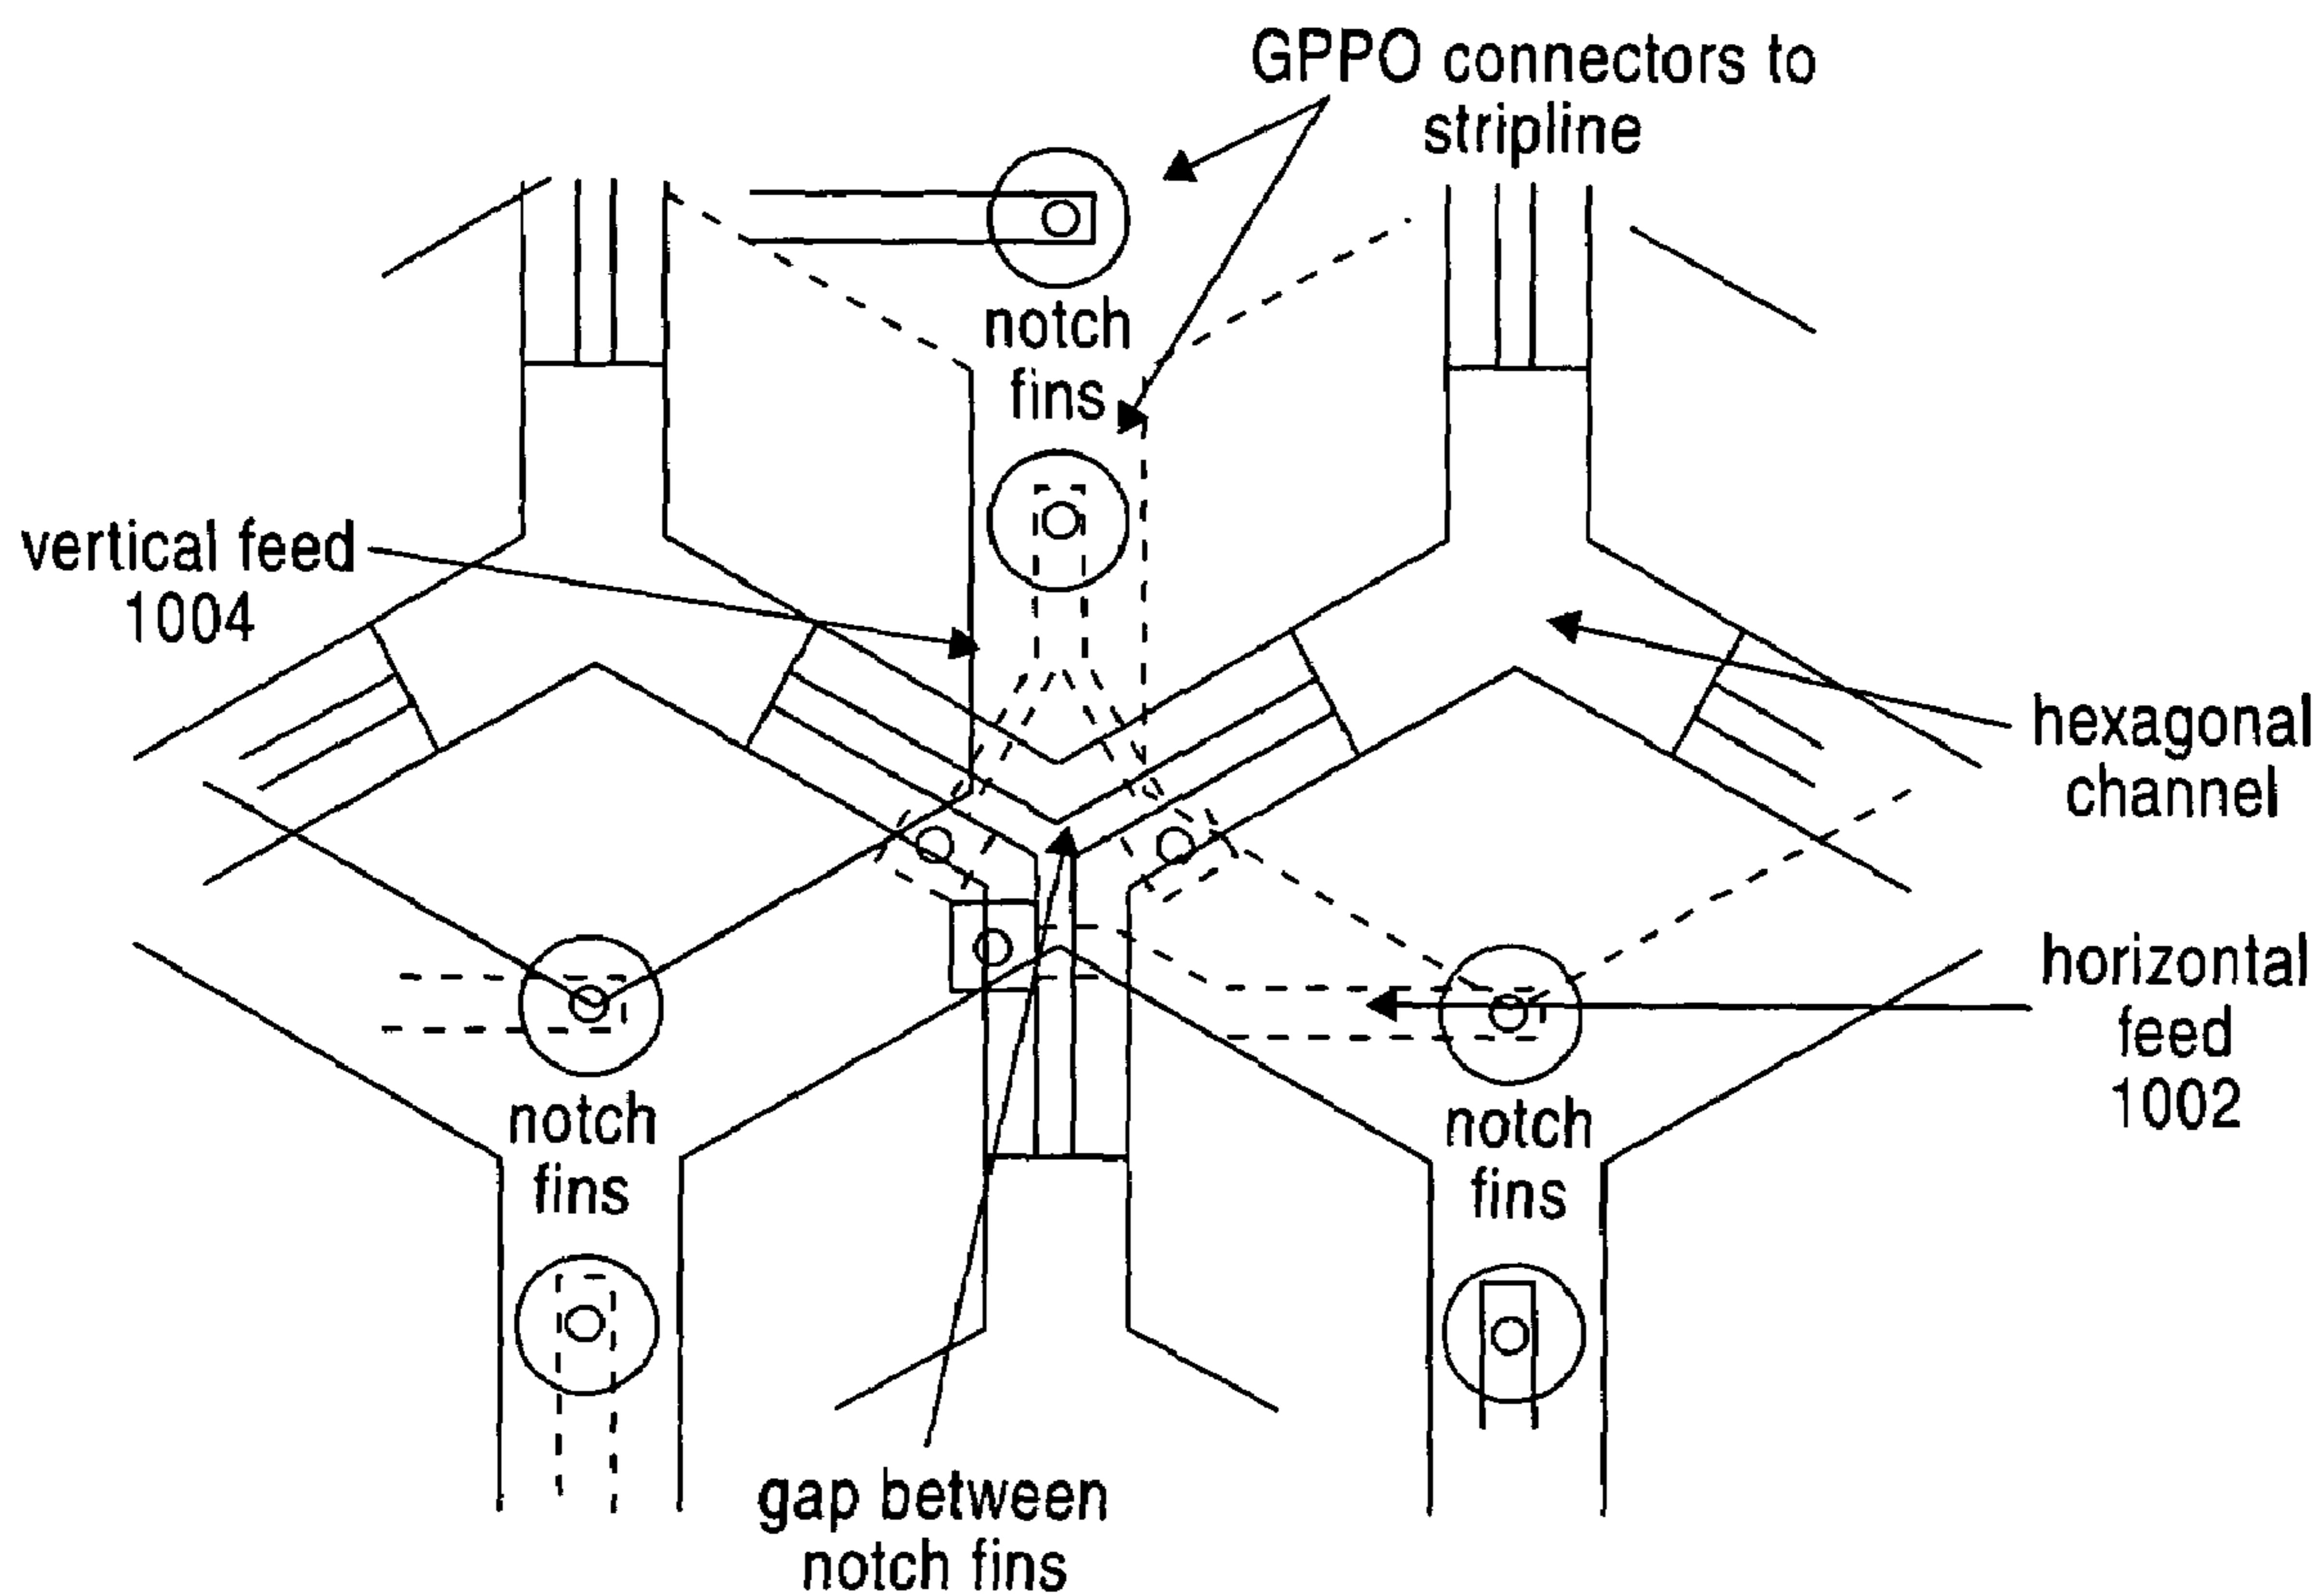 GPPO connectors to
stripline
notch
fins
vertical feed
1004
hexagonal
channel
horizontal
feed
1002
notch
fins
notch
fins
gap between
notch fins